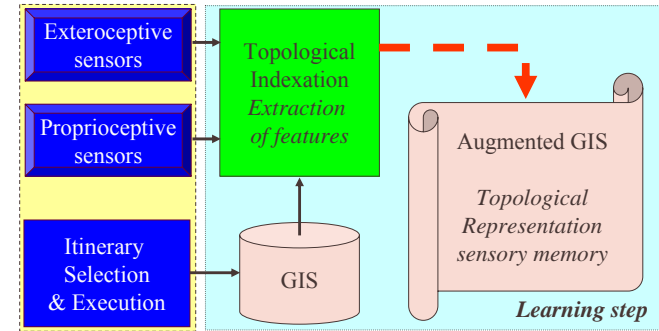 Exteroceptive
sensors
Proprioceptive
sensors
Itinerary
Selection
& Execution
Topological
Indexation
Extraction
of features
GIS
Augmented GIS
Topological
Representation
sensory memory
Learning step